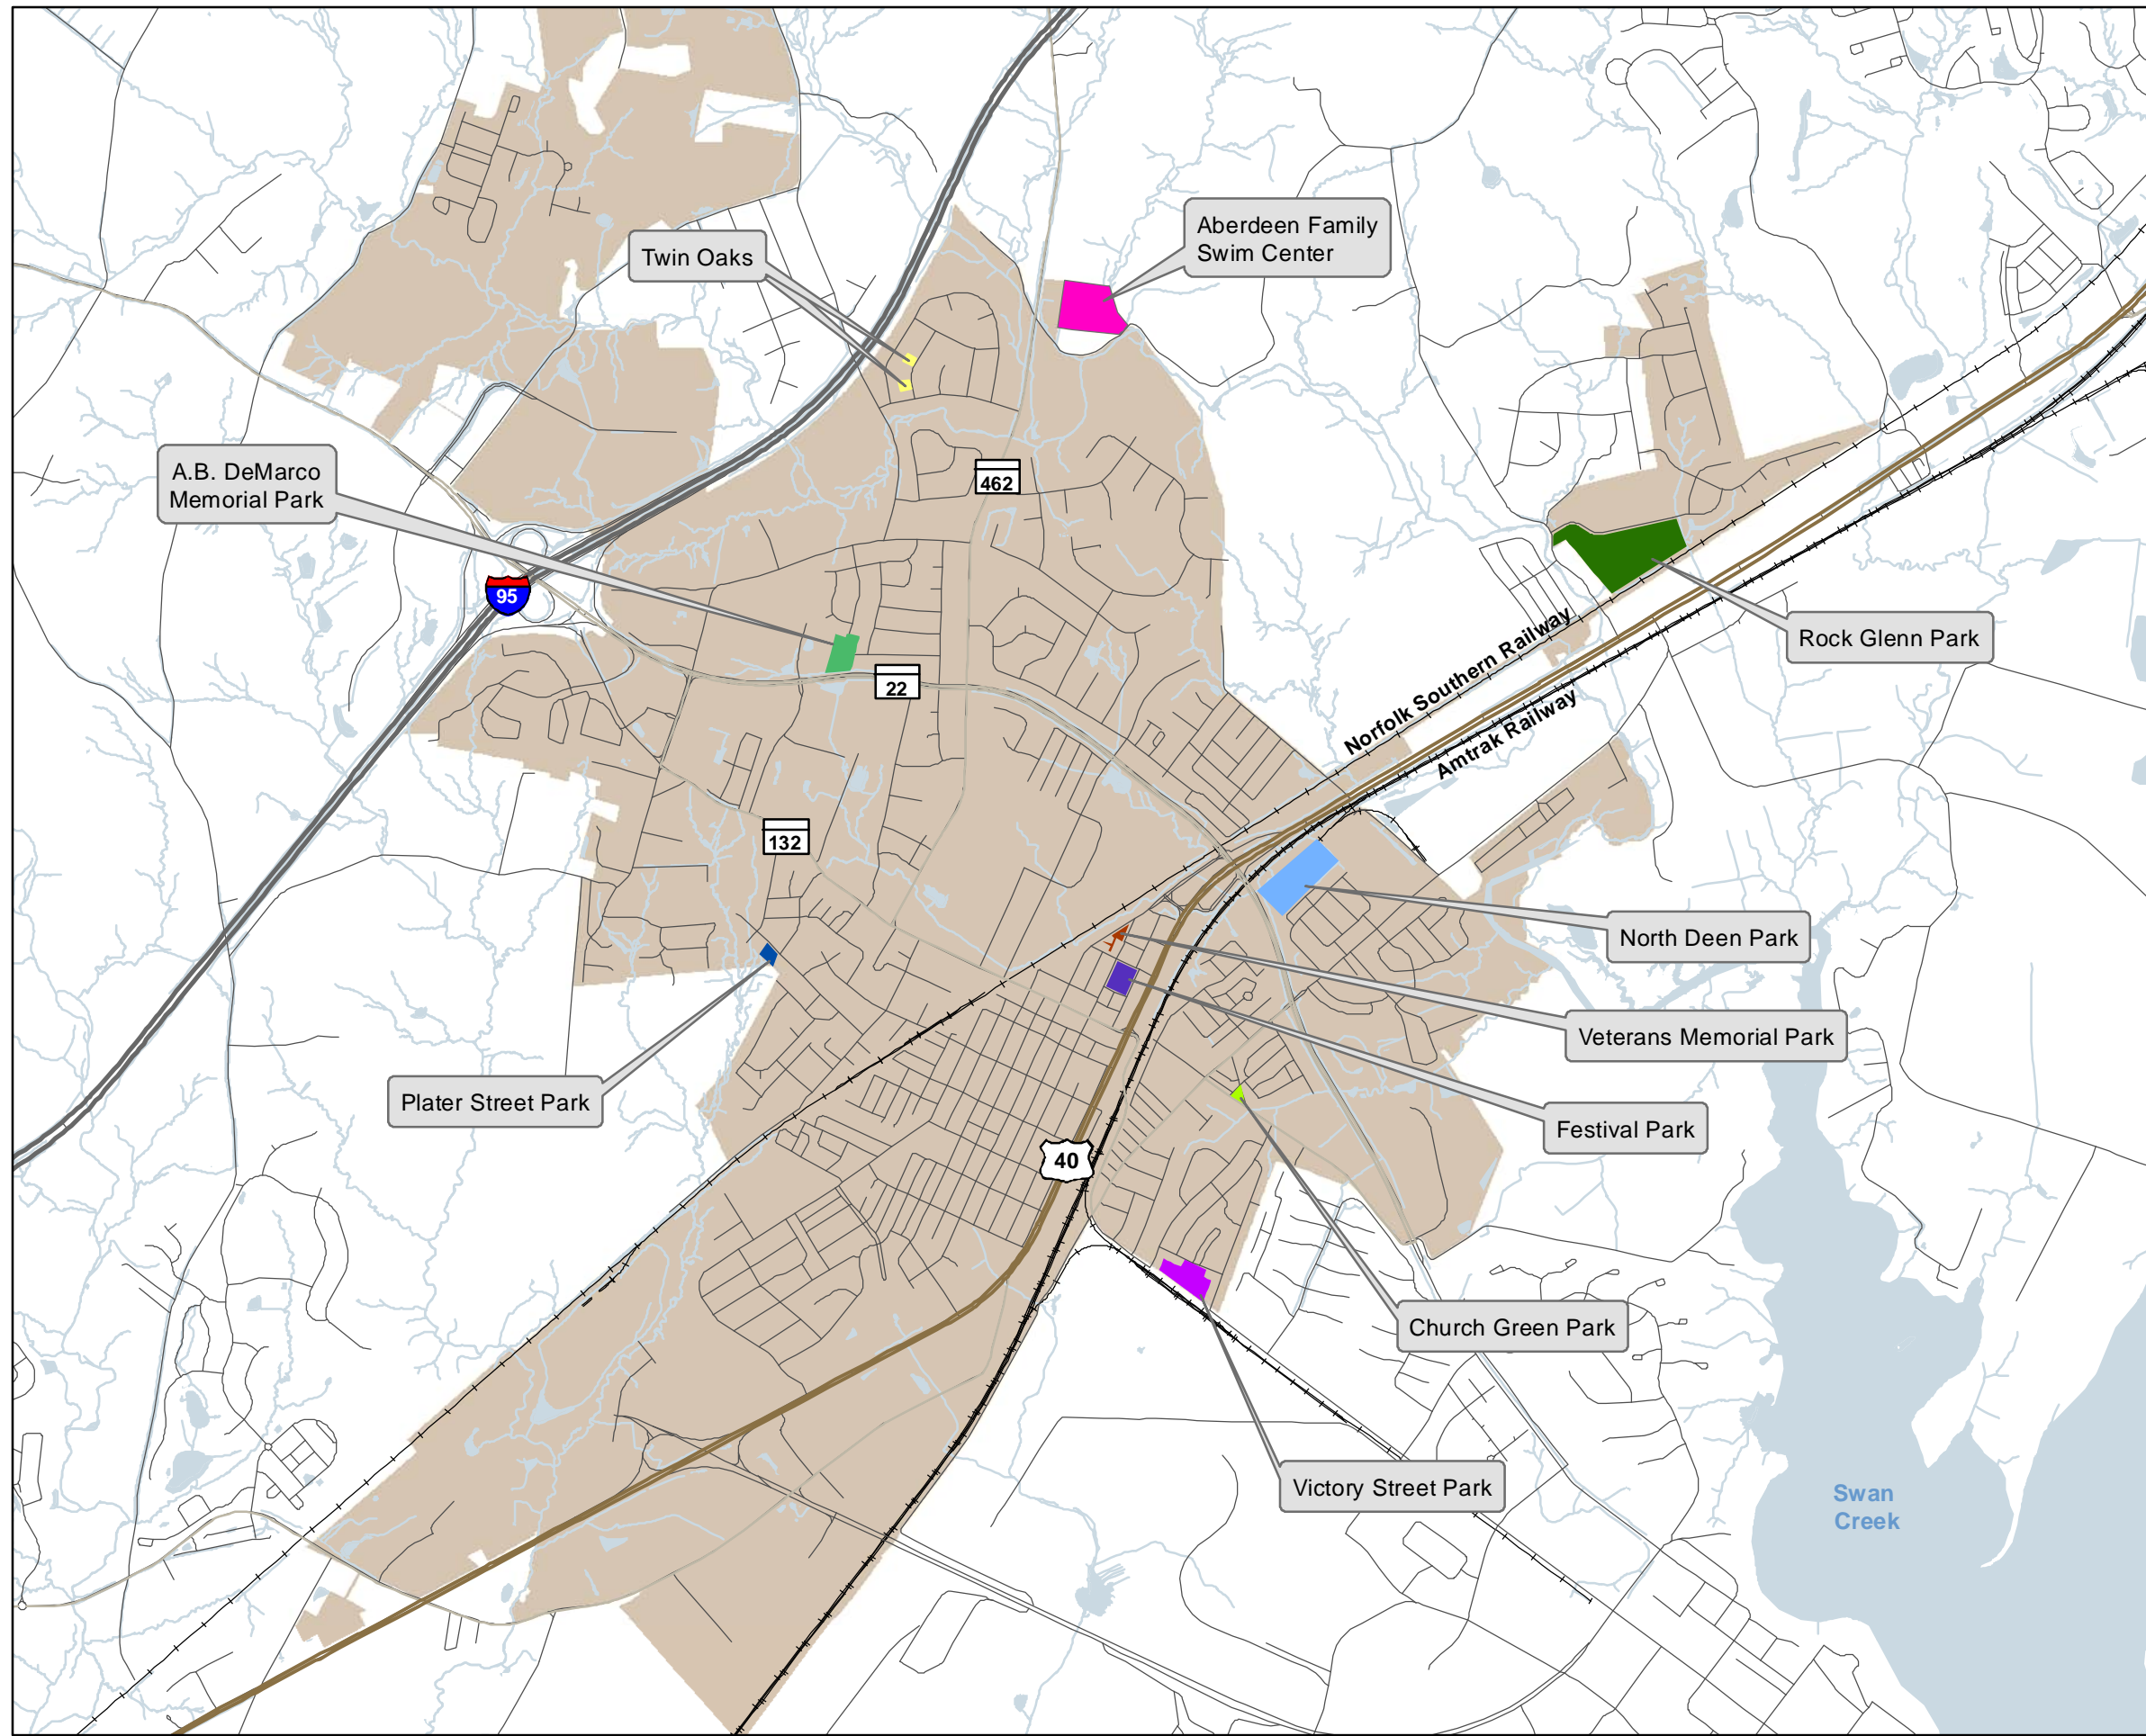 Aberdeen Family
Swim Center
Twin Oaks
A.B. DeMarco
Memorial Park
462
95
Rock Glenn Park
22
Norfolk Southern Railway
Amtrak Railway
132
North Deen Park
Veterans Memorial Park
Plater Street Park
Festival Park
40
Church Green Park
Victory Street Park
Swan
Creek